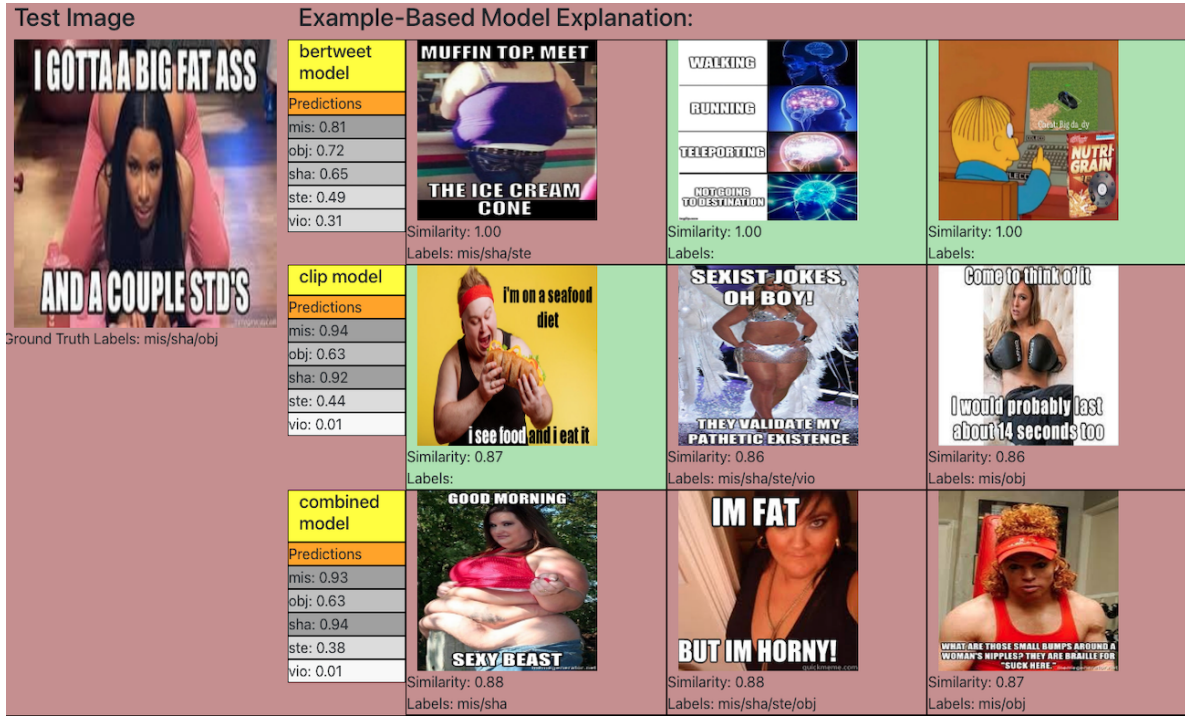 Test Image
Example-Based Model Explanation:
I GOTTA A BIG FAT ASS
AND A COUPLE STD'S
Ground Truth Labels: mis/sha/obj
bertweet
model
Predictions
mis: 0.81
obj: 0.72
sha: 0.65
ste: 0.49
vio: 0.31
MUFFIN TOP, MEET
THE ICE CREAM
CONE
Similarity: 1.00
Labels: mis/sha/ste
WALKING
RUNNING
TELEPORTING
NOT GOING
TO DESTINATION
Similarity: 1.00
Labels:
NUTRI-
GRAIN
Similarity: 1.00
Labels:
clip model
Predictions
mis: 0.94
obj: 0.63
sha: 0.92
ste: 0.44
vio: 0.01
i'm on a seafood
diet
i see food and i eat it
Similarity: 0.87
Labels:
SEXIST JOKES,
OH BOY!
THEY VALIDATE MY
PATHETIC EXISTENCE
Similarity: 0.86
Labels: mis/sha/ste/vio
Come to think of it
I would probably last
about 14 seconds too
Similarity: 0.86
Labels: mis/obj
combined
model
Predictions
mis: 0.93
obj: 0.63
sha: 0.94
ste: 0.38
vio: 0.01
GOOD MORNING
SEXY BEAST
Similarity: 0.88
Labels: mis/sha
IM FAT
BUT IM HORNY!
quickmeme.com
Similarity: 0.88
Labels: mis/sha/ste/obj
WHAT ARE THOSE SMALL BUMPS AROUND A
WOMAN'S NIPPLES? THEY ARE BRAILLE FOR
"SUCK HERE."
Similarity: 0.87
Labels: mis/obj